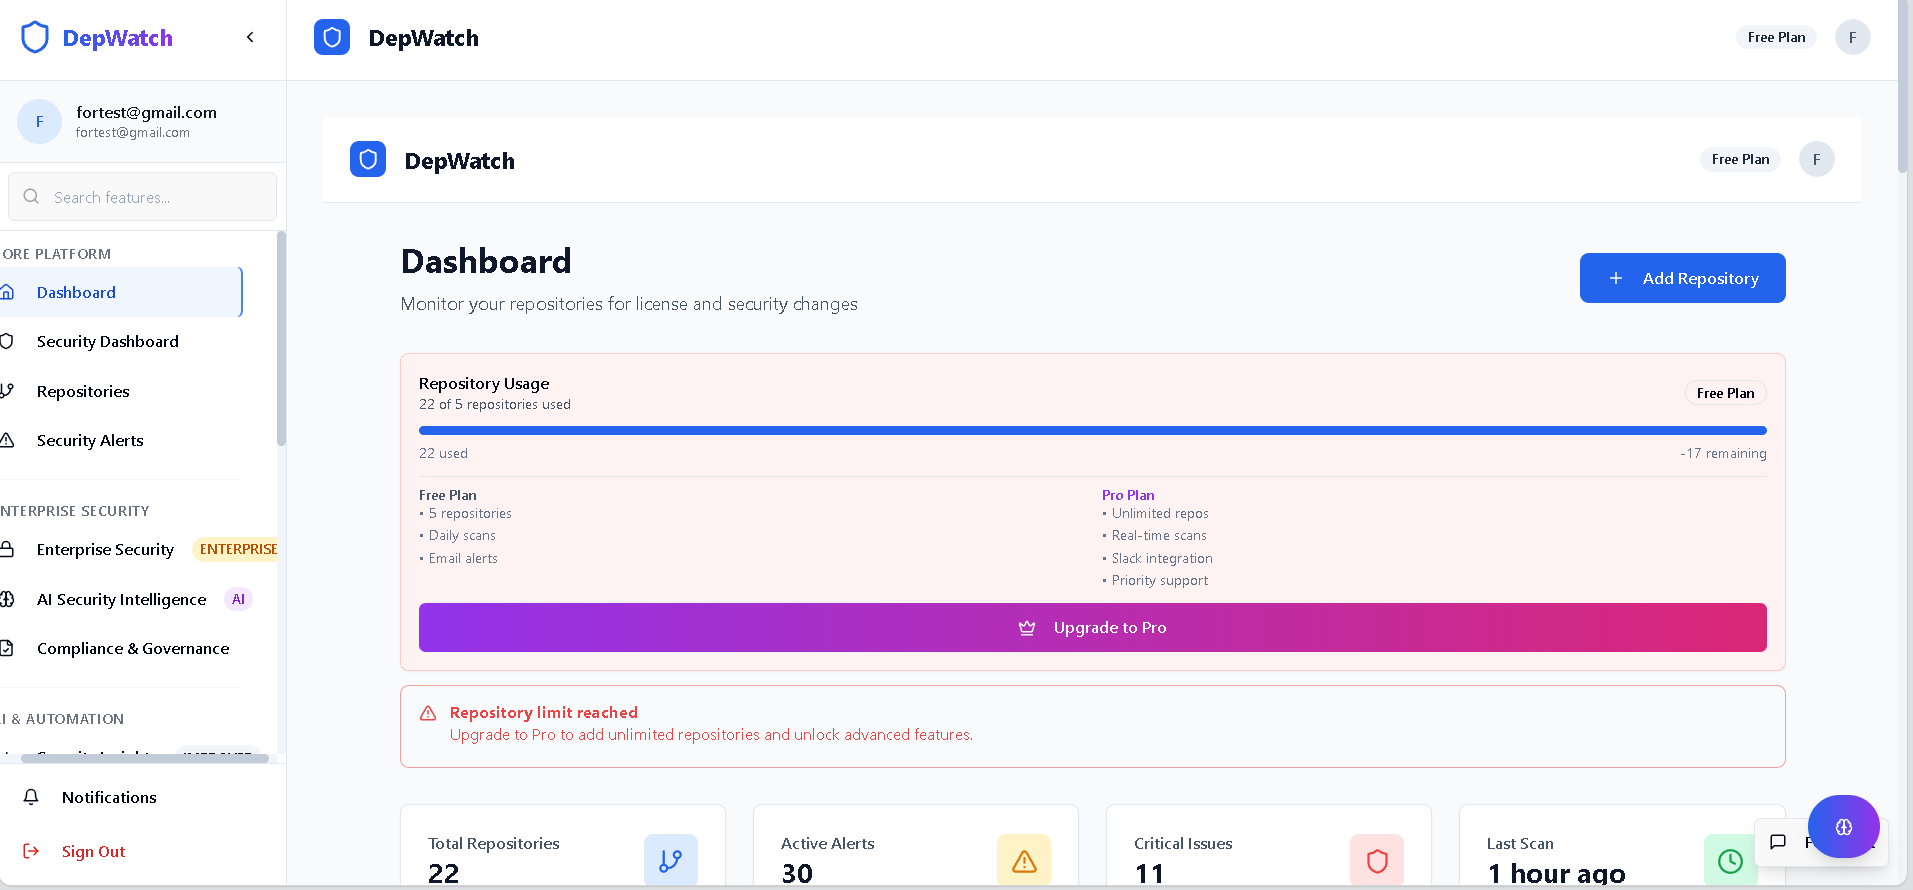 DepWatch
fortest@gmail.com
fortest@gmail.com
Search features...
ORE PLATFORM
Dashboard
Security Dashboard
Repositories
Security Alerts
NTERPRISE SECURITY
Enterprise Security ENTERPRISE
AI Security Intelligence AI
Compliance & Governance
I & AUTOMATION
Notifications
Sign Out
DepWatch
Free Plan F
DepWatch
Free Plan F
Dashboard
Monitor your repositories for license and security changes
+ Add Repository
Repository Usage
22 of 5 repositories used
Free Plan
22 used
-17 remaining
Free Plan
• 5 repositories
• Daily scans
• Email alerts
Pro Plan
• Unlimited repos
• Real-time scans
• Slack integration
• Priority support
Upgrade to Pro
Repository limit reached
Upgrade to Pro to add unlimited repositories and unlock advanced features.
Total Repositories
22
Active Alerts
30
Critical Issues
11
Last Scan
1 hour ago